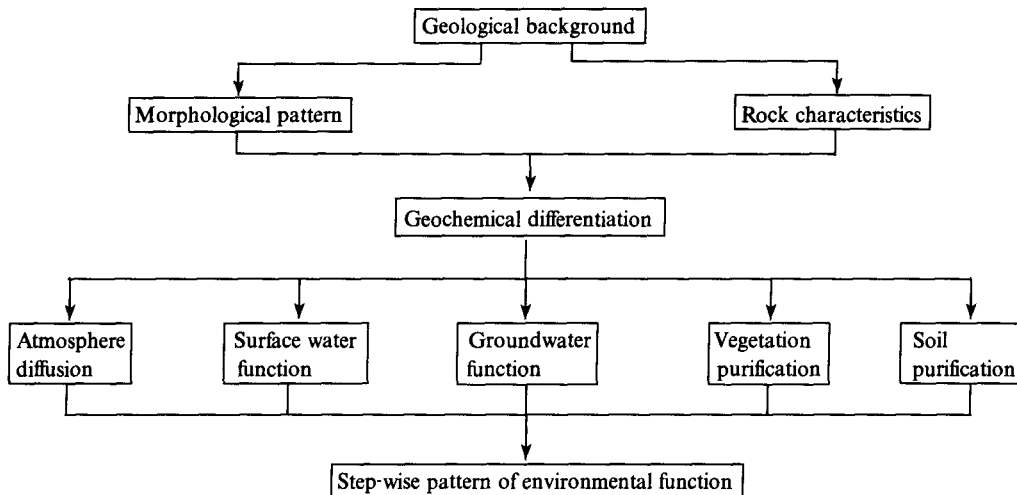 Geological background
Morphological pattern
Rock characteristics
Geochemical differentiation
Atmosphere
diffusion
Surface water
function
Groundwater
function
Vegetation
purification
Soil
purification
Step-wise pattern of environmental function